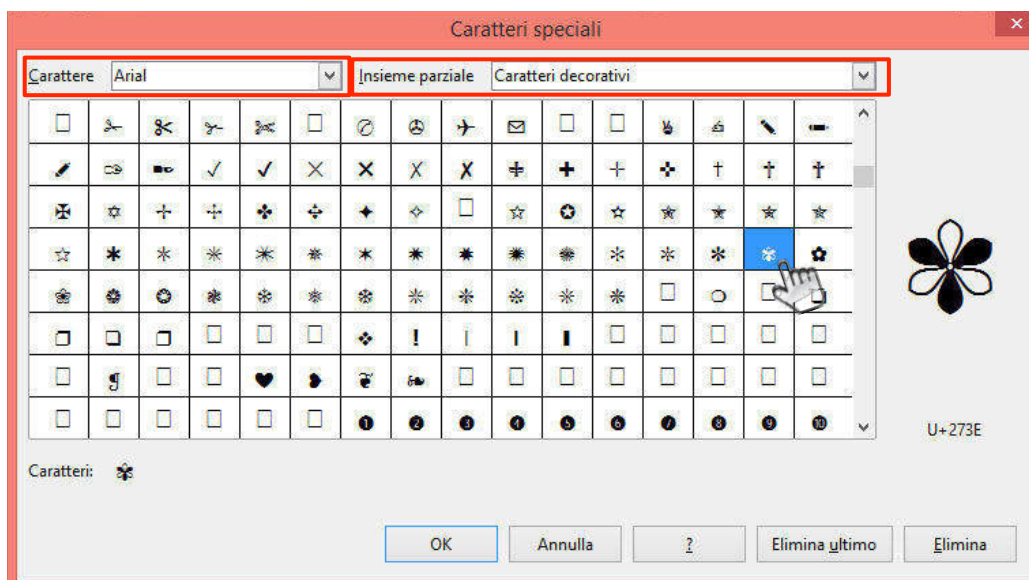 Caratteri speciali
Carattere Arial Insieme parziale Caratteri decorativi
U+273E
Caratteri: ✾
OK Annulla ? Elimina ultimo Elimina